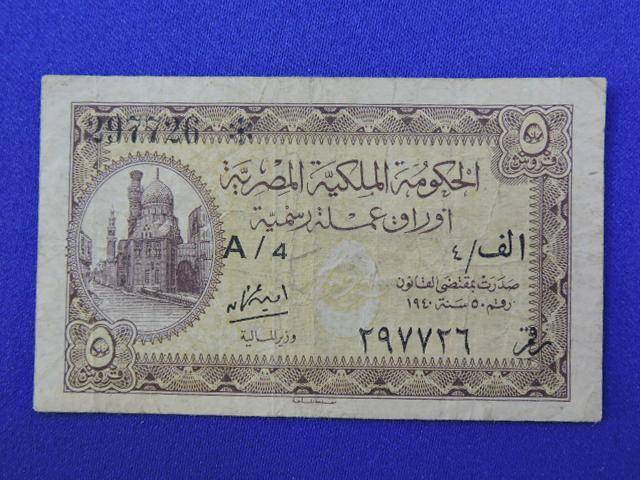 297726 *
٥
قروش
الحكومة الملكية المصرية
أوراق عملة رسمية
A/4
الف/٤
صدرت بمقتضى القانون
رقم ٥٠ سنة ١٩٤٠
وزير المالية
رقم ٢٩٧٧٢٦
٥
قروش